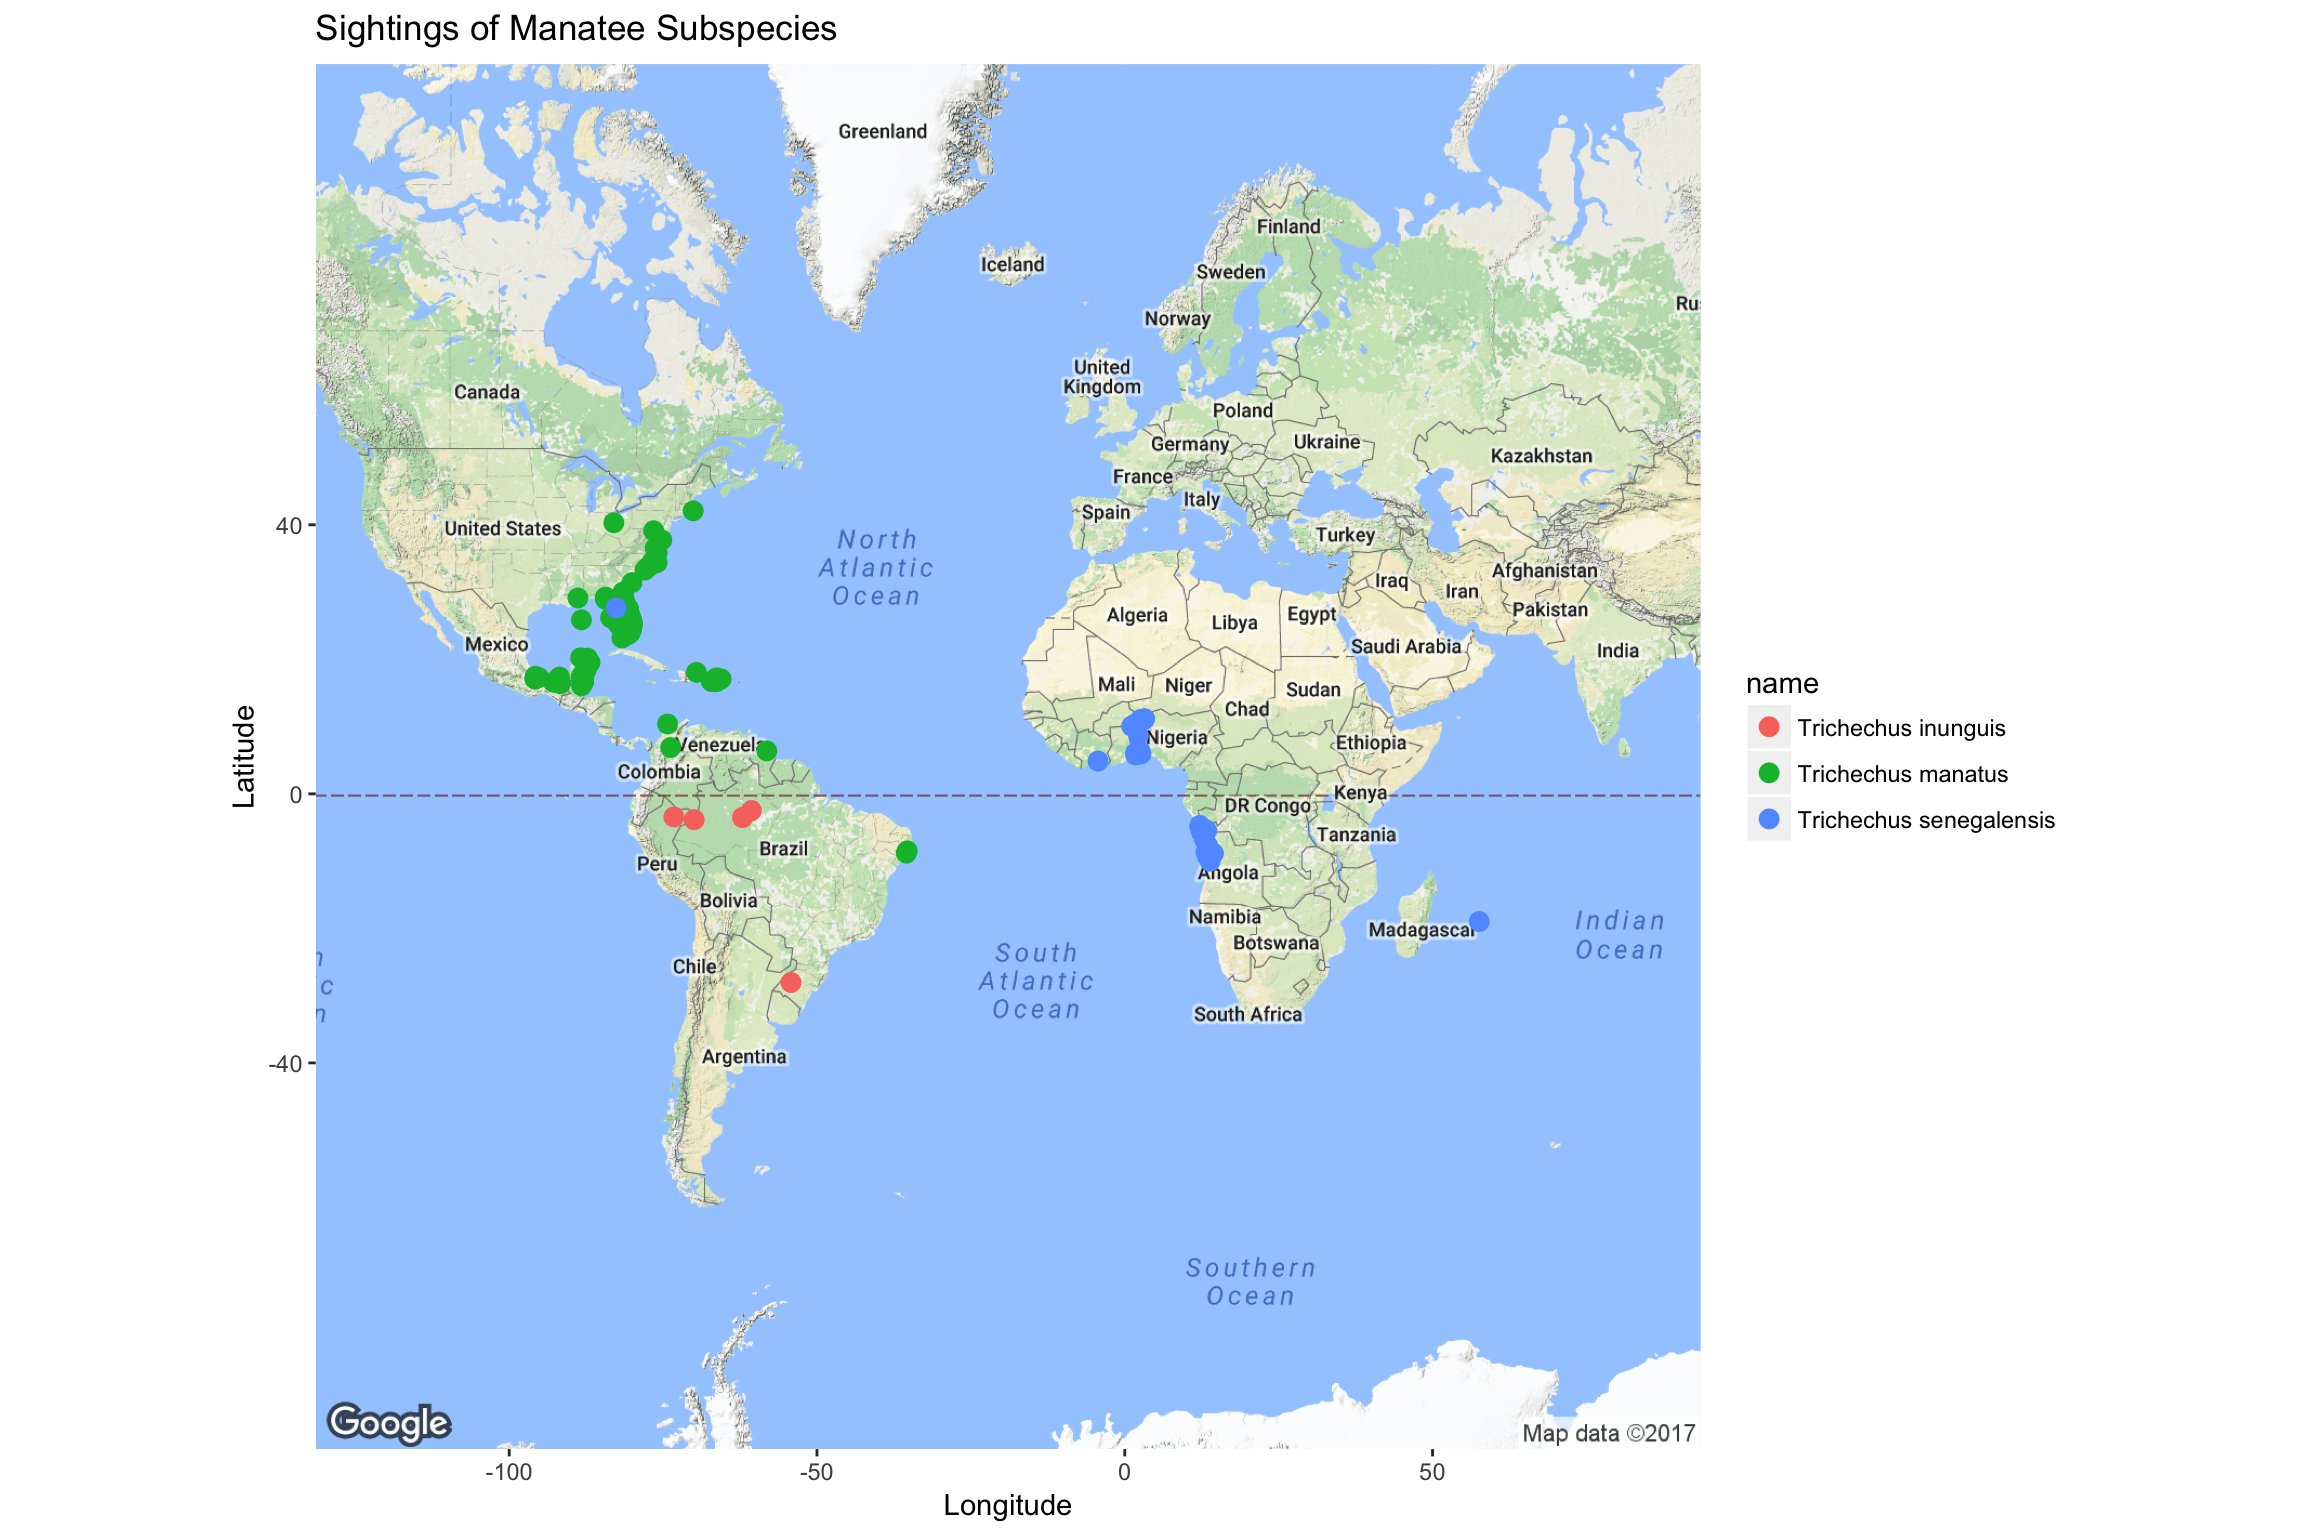 Sightings of Manatee Subspecies
Greenland
Finland
Iceland
Sweden
Rus
Norway
United
Kingdom
Canada
Poland
Germany
Ukraine
Kazakhstan
France
Italy
Spain
United States
Turkey
North
Atlantic
Ocean
Afghanistan
Iraq
Iran
Pakistan
Algeria
Libya
Egypt
Mexico
Saudi Arabia
India
Mali
Niger
Sudan
Chad
Venezuela
Nigeria
Ethiopia
Colombia
Kenya
DR Congo
Tanzania
Brazil
Peru
Angola
Bolivia
Namibia
Madagascar
Indian
Ocean
Botswana
South
Atlantic
Ocean
Chile
n
c
n
South Africa
Argentina
Southern
Ocean
Google
Map data ©2017
40
0
-40
Latitude
-100
-50
0
50
Longitude
name
Trichechus inunguis
Trichechus manatus
Trichechus senegalensis